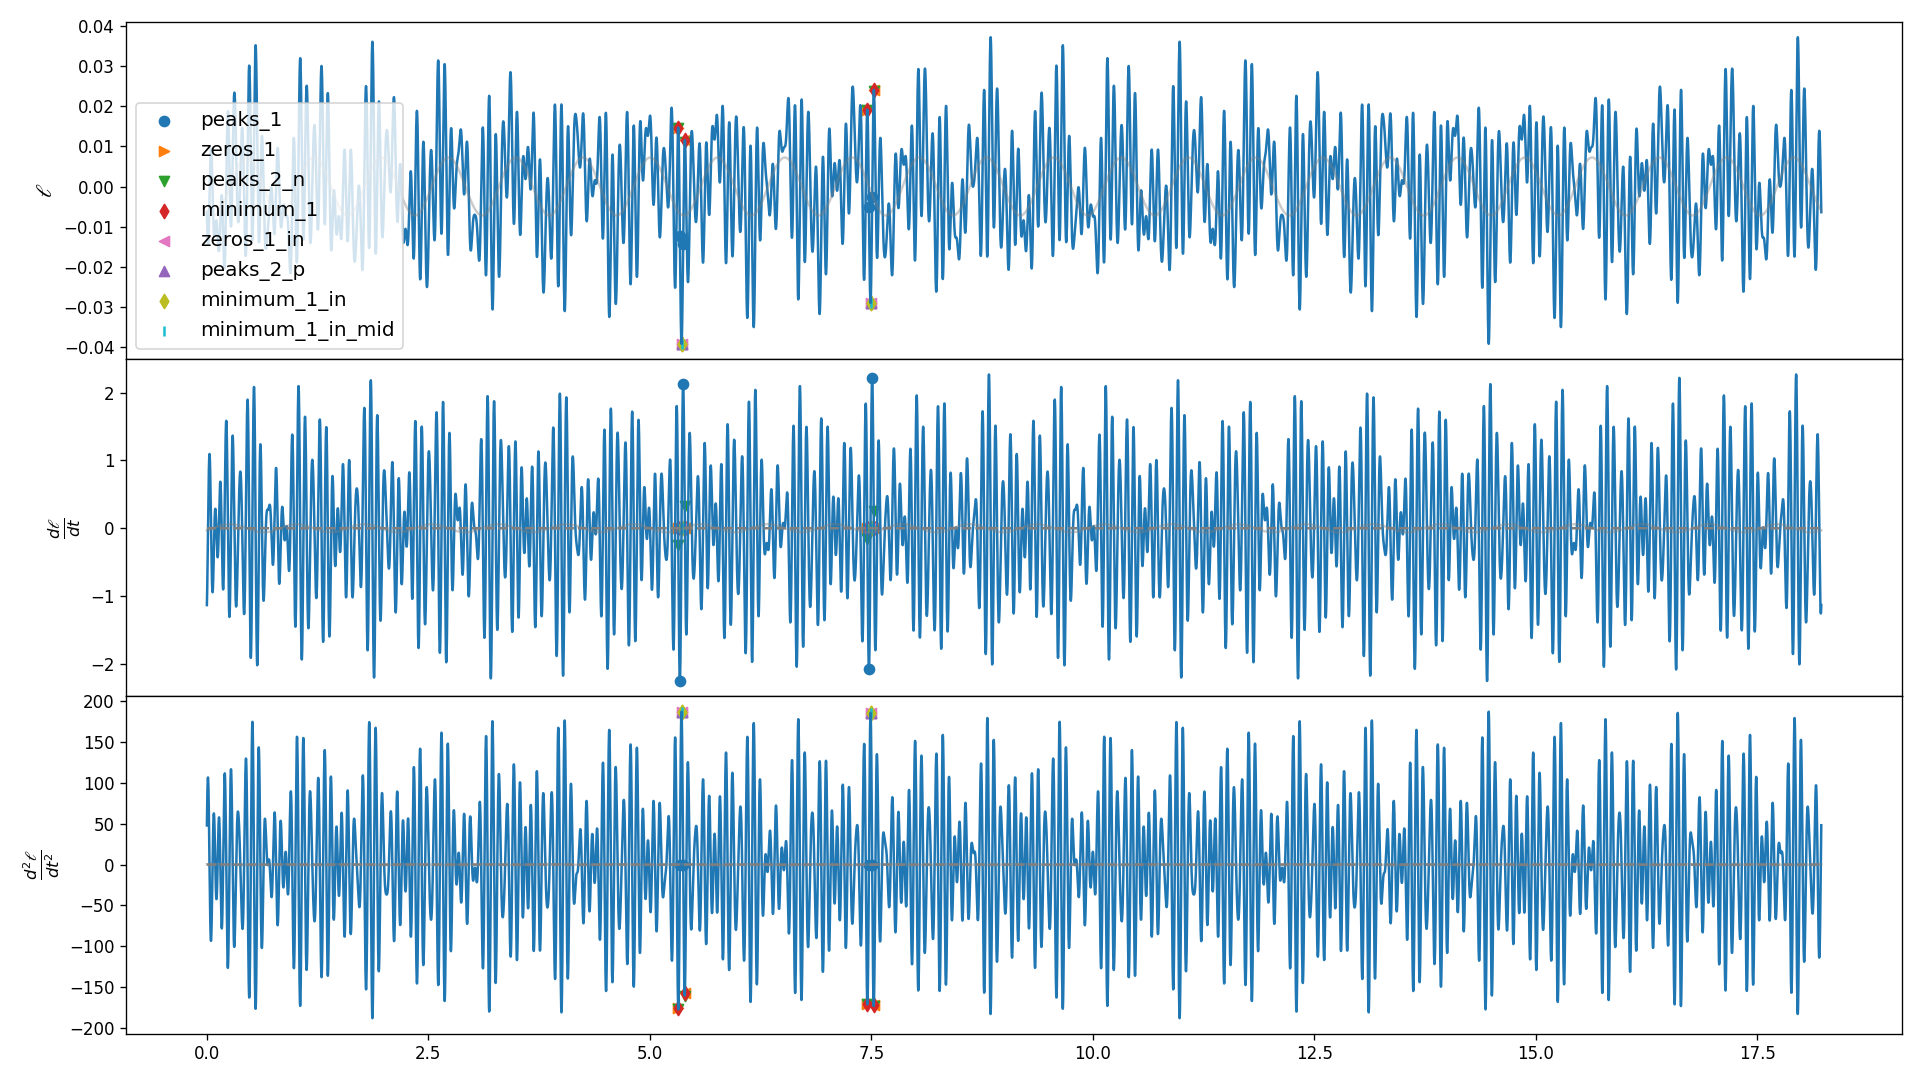 0.04
0.03
0.02
0.01
0.00
−0.01
−0.02
−0.03
−0.04
ℓ
peaks_1
zeros_1
peaks_2_n
minimum_1
zeros_1_in
peaks_2_p
minimum_1_in
minimum_1_in_mid
2
1
0
−1
−2
dℓ
dt
200
150
100
50
0
−50
−100
−150
−200
d²ℓ
dt²
0.0 2.5 5.0 7.5 10.0 12.5 15.0 17.5